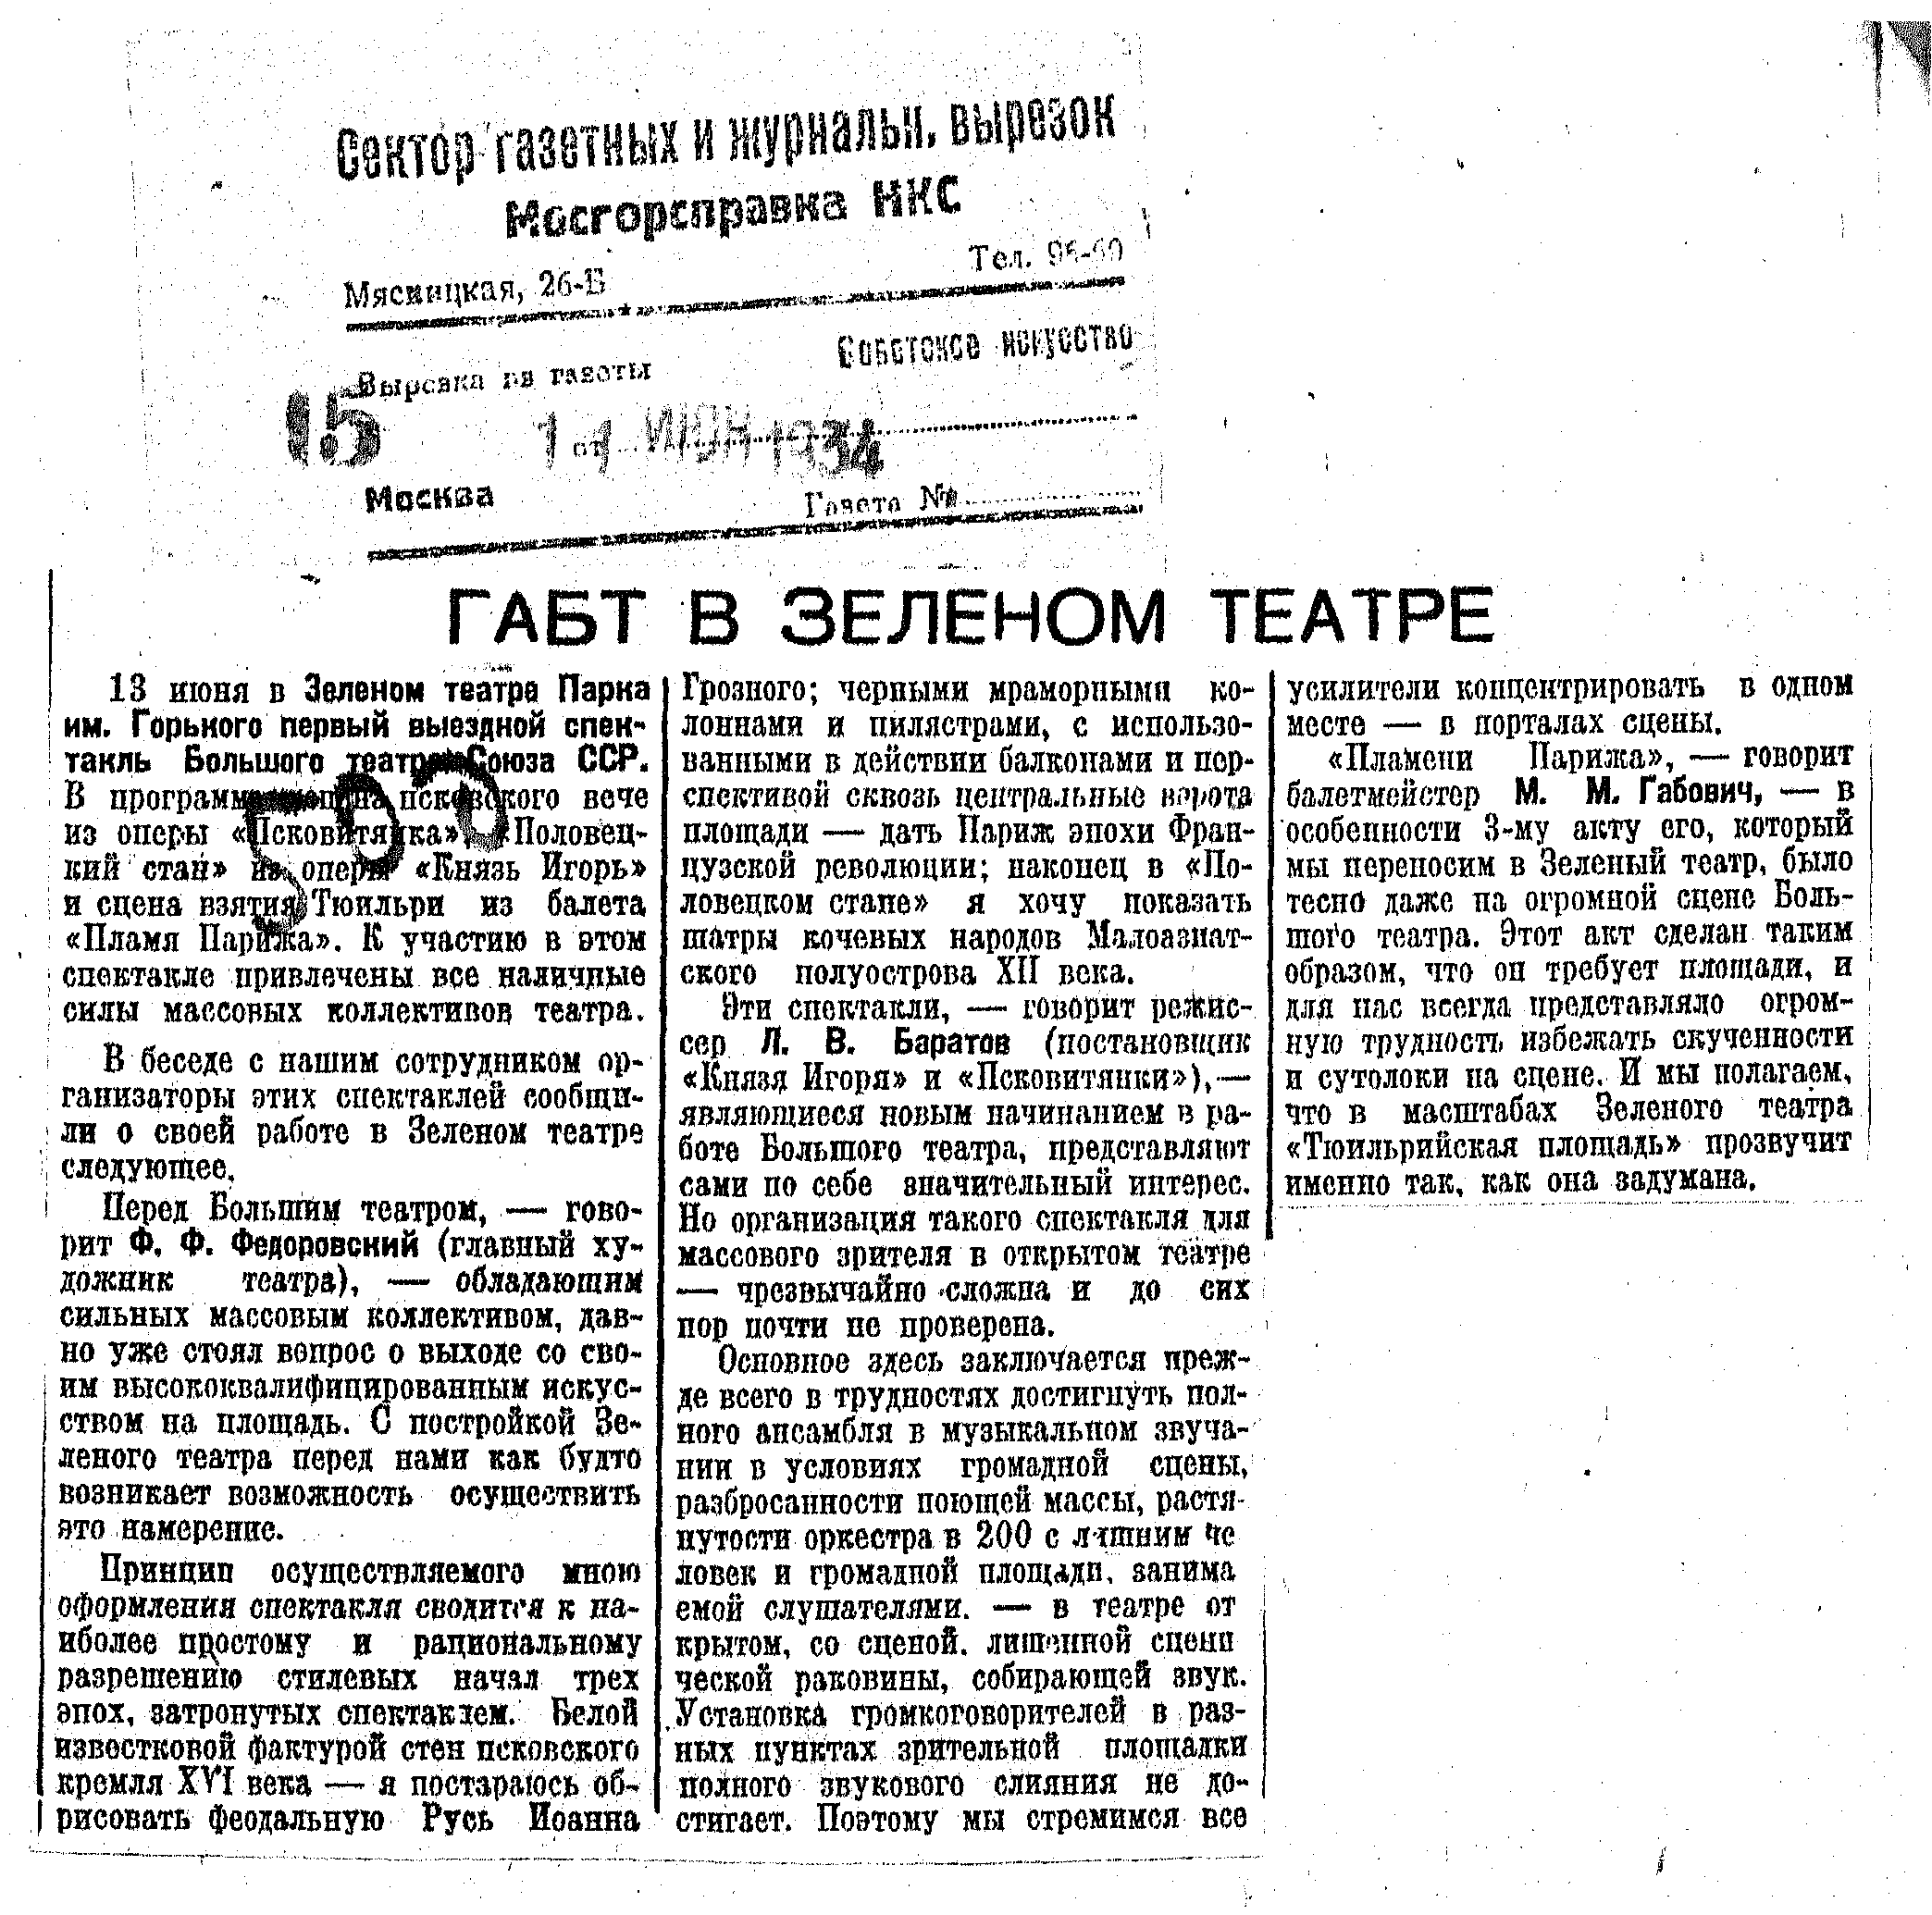 Сектор газетных и журнальн. вырезок
Мосгорсправка НКС
Мясницкая, 26-Б
Тел. 96-69
Вырезка из газеты
Советское искусство
15
11 ИЮН 1934
от
Москва
Газета №
ГАБТ В ЗЕЛЕНОМ ТЕАТРЕ
13 июня в Зеленом театре Парка
им. Горького первый выездной спек-
такль Большого театра Союза ССР.
В программе сцена псковского вече
из оперы «Псковитянка», «Половец-
кий стан» из оперы «Князь Игорь»
и сцена взятия Тюильри из балета
«Пламя Парижа». К участию в этом
спектакле привлечены все наличные
силы массовых коллективов театра.
В беседе с нашим сотрудником ор-
ганизаторы этих спектаклей сообщи-
ли о своей работе в Зеленом театре
следующее.
Перед Большим театром, — гово-
рит Ф. Ф. Федоровский (главный ху-
дожник театра), — обладающим
сильных массовым коллективом, дав-
но уже стоял вопрос о выходе со сво-
им высококвалифицированным искус-
ством на площадь. С постройкой Зе-
леного театра перед нами как будто
возникает возможность осуществить
это намерение.
Принцип осуществляемого мною
оформления спектакля сводится к на-
иболее простому и рациональному
разрешению стилевых начал трех
эпох, затронутых спектаклем. Белой
известковой фактурой стен псковского
кремля XVI века — я постараюсь об-
рисовать феодальную Русь Иоанна
Грозного; черными мраморными ко-
лоннами и пилястрами, с использо-
ванными в действии балконами и пер-
спективой сквозь центральные ворота
площади — дать Париж эпохи Фран-
цузской революции; наконец в «По-
ловецком стане» я хочу показать
шатры кочевых народов Малоазиат-
ского полуострова XII века.
Эти спектакли, — говорит режис-
сер Л. В. Баратов (постановщик
«Князя Игоря» и «Псковитянки»),—
являющиеся новым начинанием в ра-
боте Большого театра, представляют
сами по себе значительный интерес.
Но организация такого спектакля для
массового зрителя в открытом театре
— чрезвычайно сложна и до сих
пор почти не проверена.
Основное здесь заключается преж-
де всего в трудностях достигнуть пол-
ного ансамбля в музыкальном звуча-
нии в условиях громадной сцены,
разбросанности поющей массы, растя-
нутости оркестра в 200 с лишним че
ловек и громадной площади, занима
емой слушателями. — в театре от
крытом, со сценой, лишенной сцени
ческой раковины, собирающей звук.
Установка громкоговорителей в раз-
ных пунктах зрительной площадки
полного звукового слияния не до-
стигает. Поэтому мы стремимся все
усилители концентрировать в одном
месте — в порталах сцены.
«Пламени Парижа», — говорит
балетмейстер М. М. Габович, — в
особенности 3-му акту его, который
мы переносим в Зеленый театр, было
тесно даже на огромной сцене Боль-
шого театра. Этот акт сделан таким
образом, что он требует площади, и
для нас всегда представляло огром-
ную трудность избежать скученности
и сутолоки на сцене. И мы полагаем,
что в масштабах Зеленого театра
«Тюильрийская площадь» прозвучит
именно так, как она задумана.